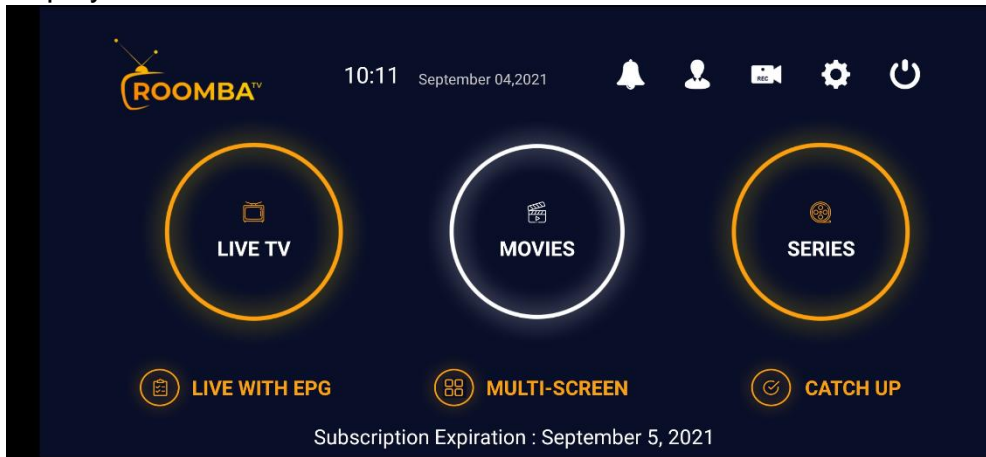 ROOMBA TV
10:11 September 04,2021
REC
LIVE TV
MOVIES
SERIES
LIVE WITH EPG
MULTI-SCREEN
CATCH UP
Subscription Expiration : September 5, 2021